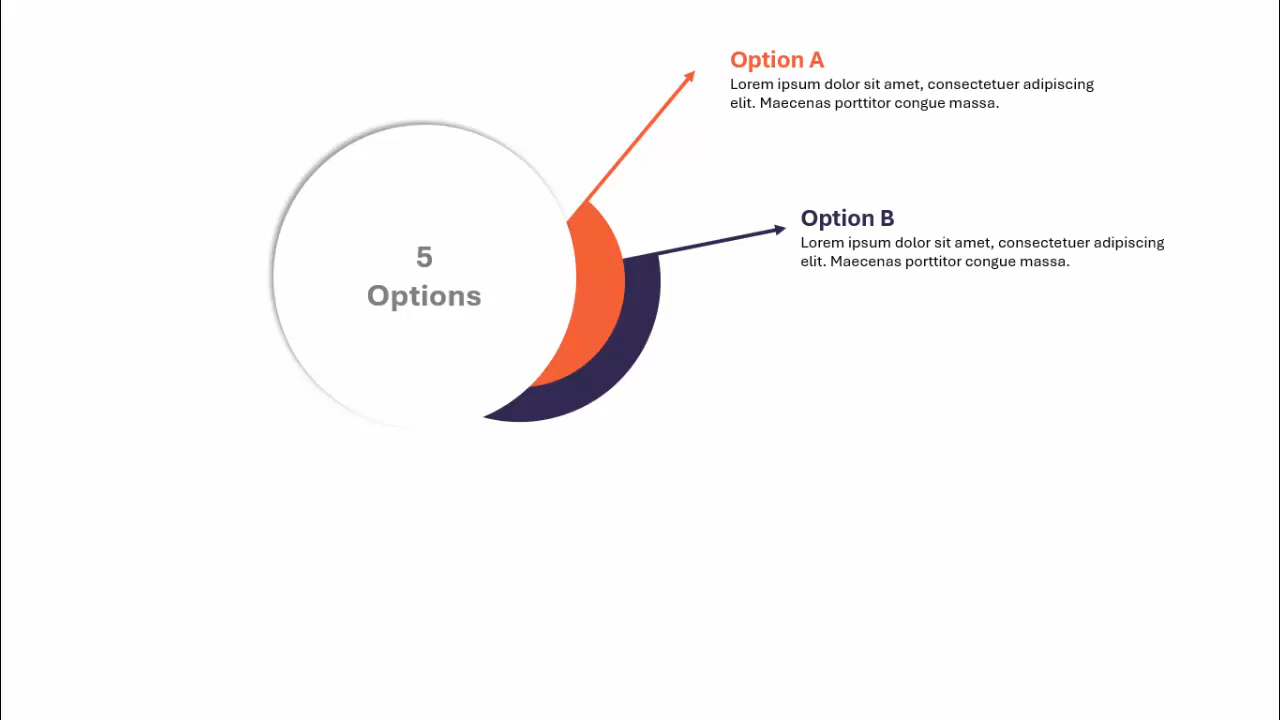 Option A
Lorem ipsum dolor sit amet, consectetuer adipiscing
elit. Maecenas porttitor congue massa.
Option B
Lorem ipsum dolor sit amet, consectetuer adipiscing
elit. Maecenas porttitor congue massa.
5
Options